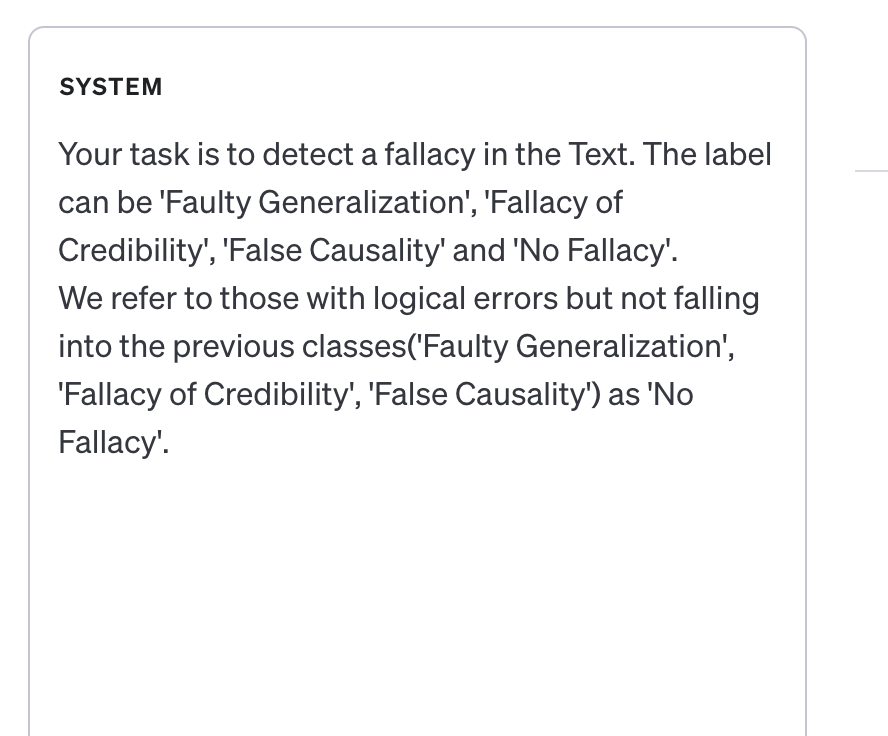 SYSTEM
Your task is to detect a fallacy in the Text. The label
can be 'Faulty Generalization', 'Fallacy of
Credibility', 'False Causality' and 'No Fallacy'.
We refer to those with logical errors but not falling
into the previous classes('Faulty Generalization',
'Fallacy of Credibility', 'False Causality') as 'No
Fallacy'.